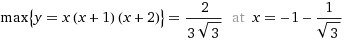 max{y = x (x + 1) (x + 2)} = 2/(3 √3) at x = -1 - 1/√3